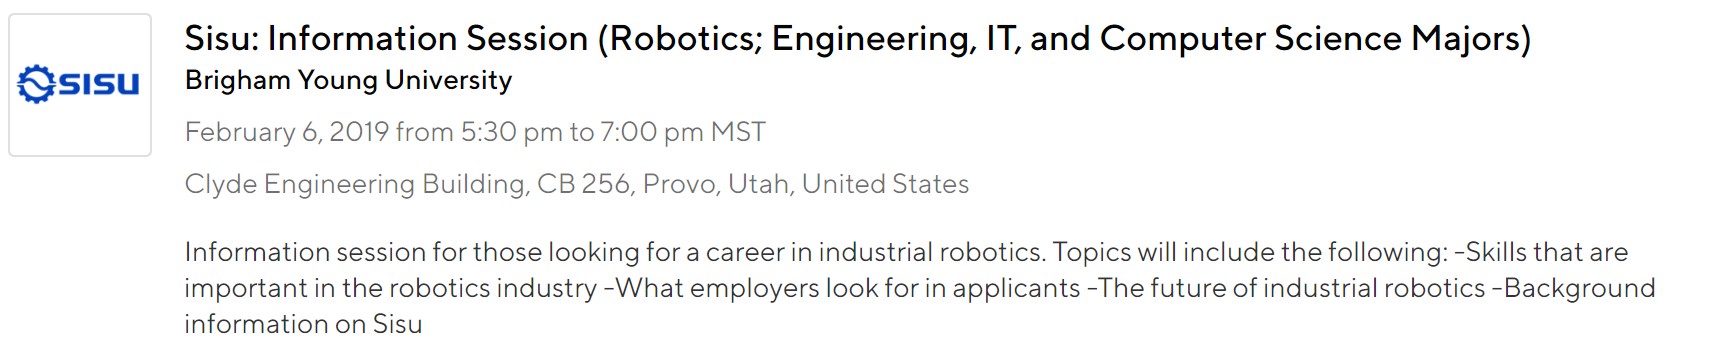 SISU
Sisu: Information Session (Robotics; Engineering, IT, and Computer Science Majors)
Brigham Young University
February 6, 2019 from 5:30 pm to 7:00 pm MST
Clyde Engineering Building, CB 256, Provo, Utah, United States
Information session for those looking for a career in industrial robotics. Topics will include the following: -Skills that are
important in the robotics industry -What employers look for in applicants -The future of industrial robotics -Background
information on Sisu